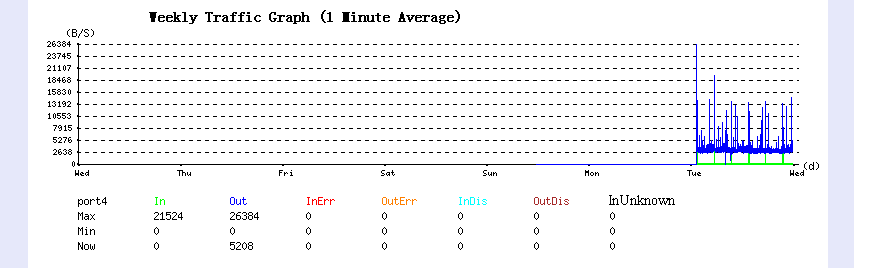 Weekly Traffic Graph (1 Minute Average)
(B/S)
26384
23745
21107
18468
15830
13192
10553
7915
5276
2638
0
Wed Thu Fri Sat Sun Mon Tue Wed (d)
port4 In Out InErr OutErr InDis OutDis InUnknown
Max 21524 26384 0 0 0 0 0
Min 0 0 0 0 0 0 0
Now 0 5208 0 0 0 0 0